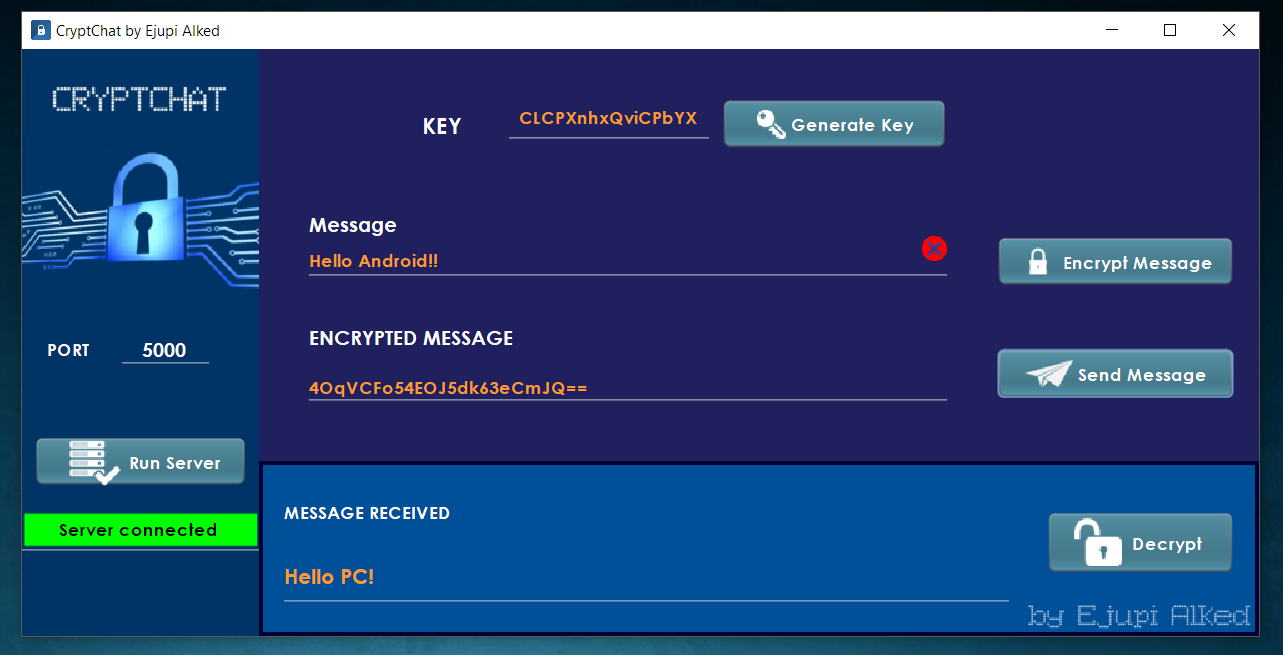 CryptChat by Ejupi Alked
CRYPTCHAT
KEY
CLCPXnhxQviCPbYX
Generate Key
Message
Hello Android!!
Encrypt Message
ENCRYPTED MESSAGE
4OqVCFo54EOJ5dk63eCmJQ==
Send Message
PORT
5000
Run Server
Server connected
MESSAGE RECEIVED
Hello PC!
Decrypt
by Ejupi Alked